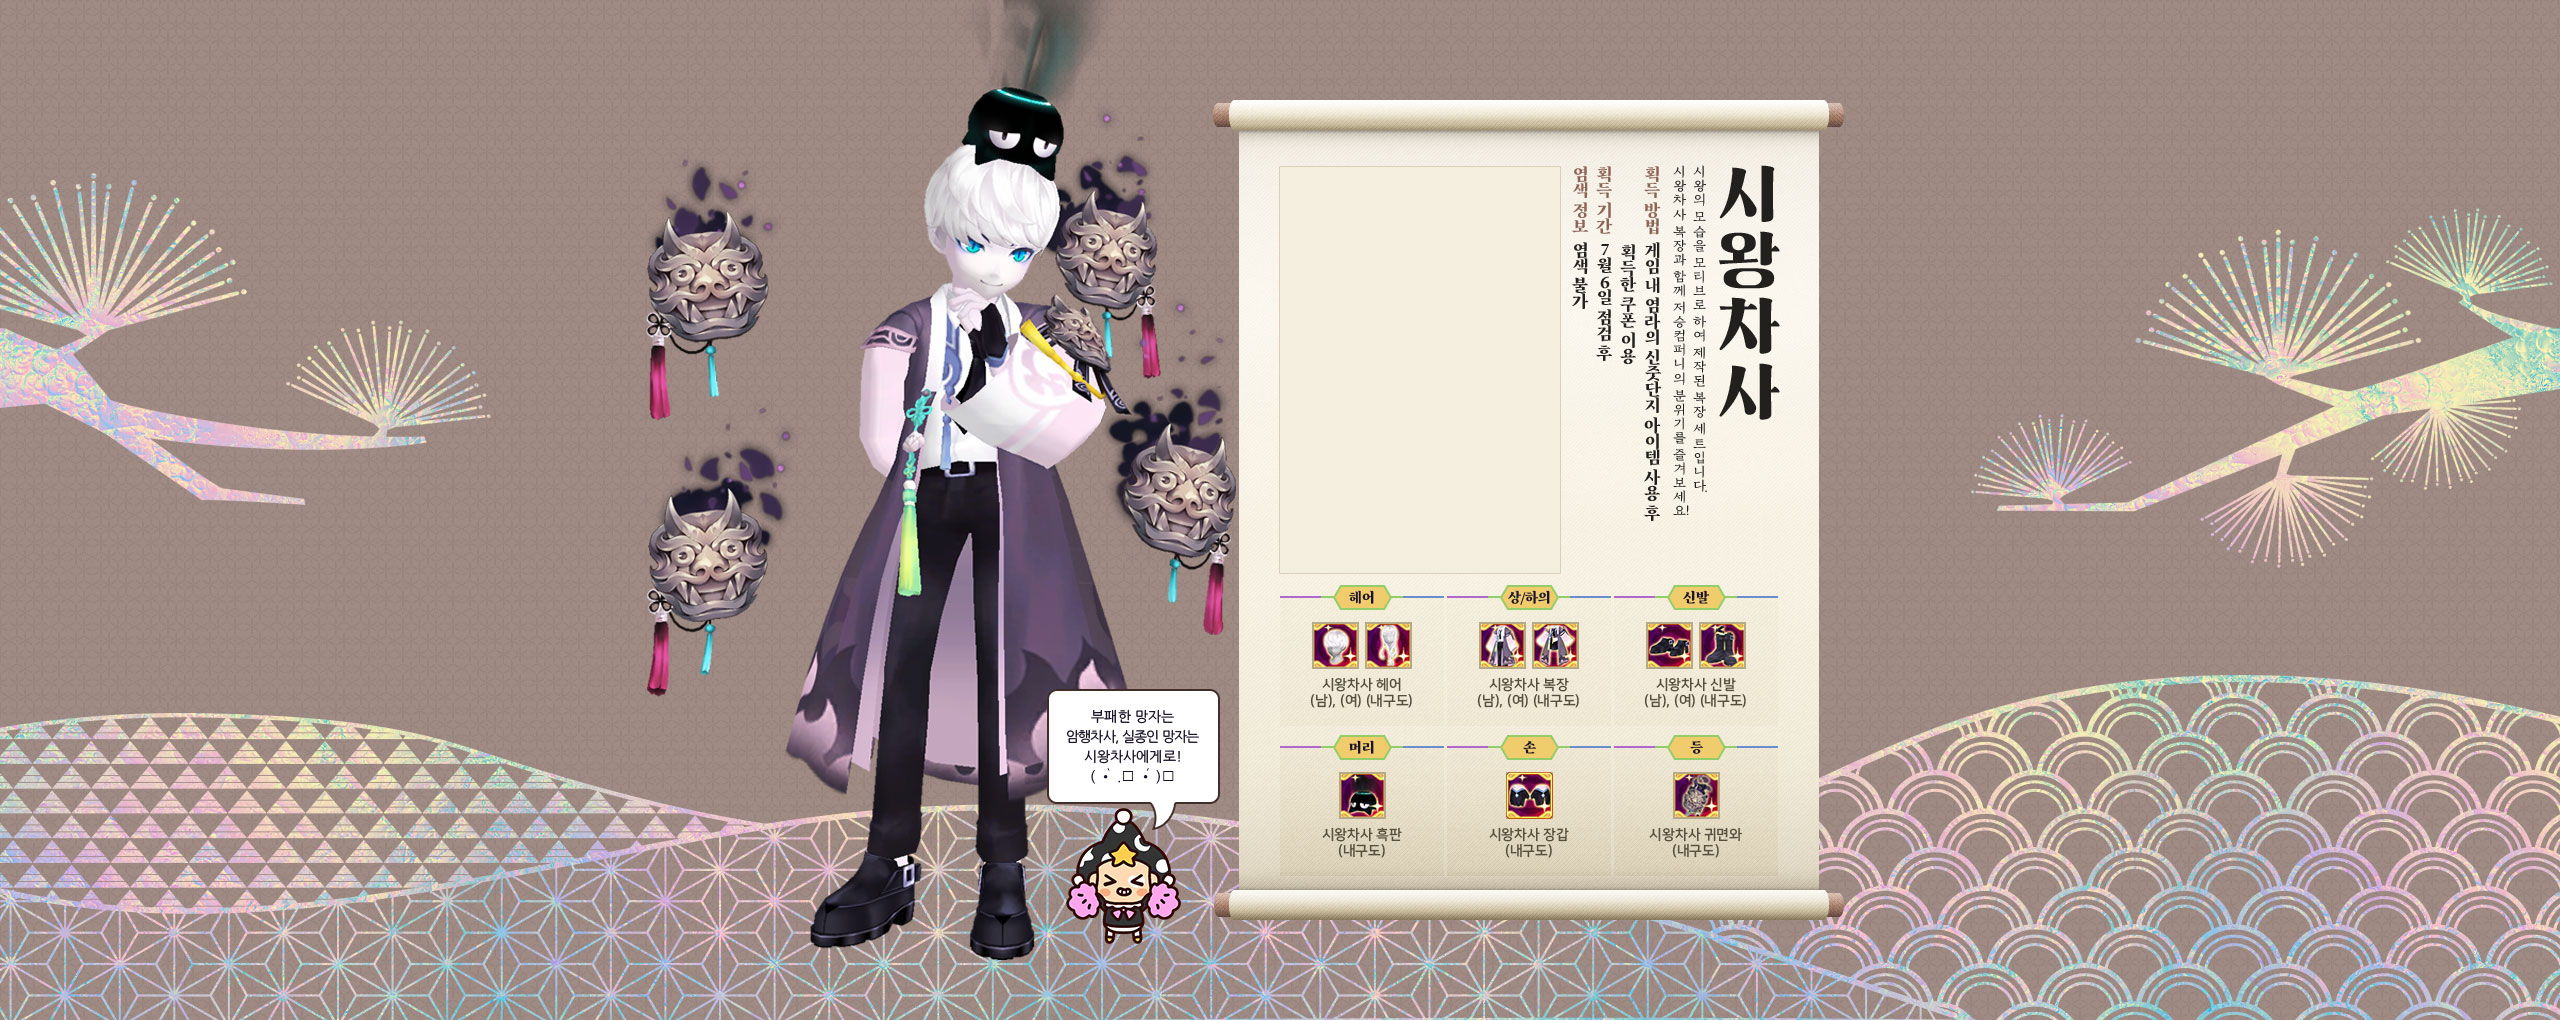 시왕차사
시왕의 모습을 모티브로 하여 제작된 복장 세트입니다.
시왕차사 복장과 함께 저승컴퍼니의 분위기를 즐겨보세요!
획득 방법 게임 내 염라의 신줏단지 아이템 사용 후
획득한 쿠폰 이용
획득 기간 7월 6일 점검 후
염색 정보 염색 불가
헤어
시왕차사 헤어
(남), (여) (내구도)
상/하의
시왕차사 복장
(남), (여) (내구도)
신발
시왕차사 신발
(남), (여) (내구도)
머리
시왕차사 흑판
(내구도)
손
시왕차사 장갑
(내구도)
등
시왕차사 귀면와
(내구도)
부패한 망자는
암행차사, 실종인 망자는
시왕차사에게로!
( •̀ .□ •́ )□